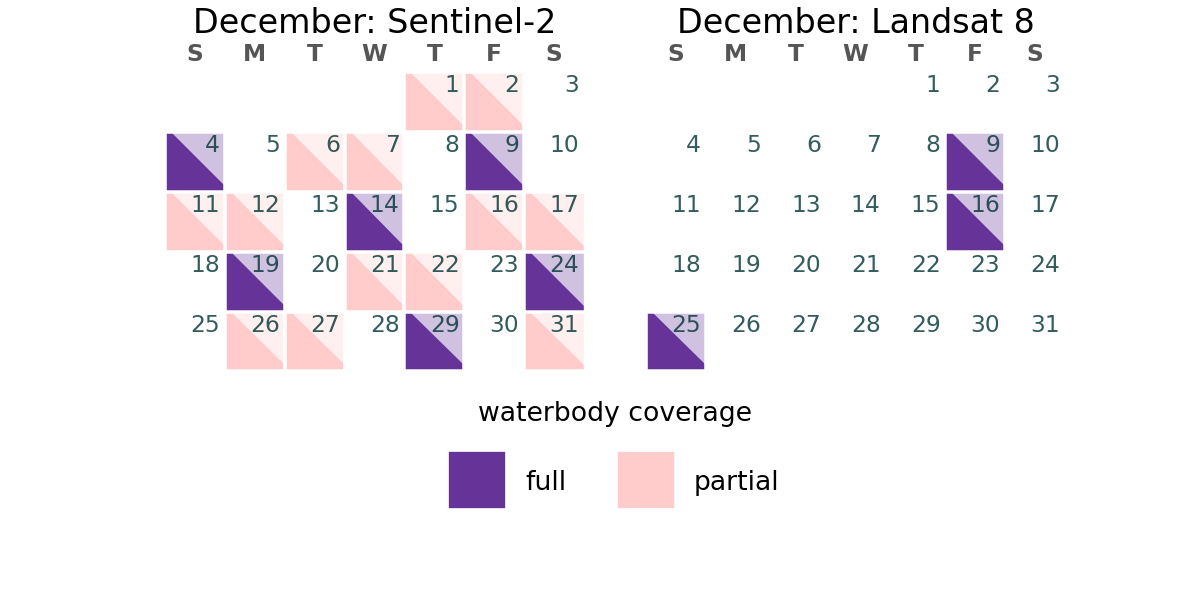 December: Sentinel-2
S M T W T F S
1 2 3
4 5 6 7 8 9 10
11 12 13 14 15 16 17
18 19 20 21 22 23 24
25 26 27 28 29 30 31
December: Landsat 8
S M T W T F S
1 2 3
4 5 6 7 8 9 10
11 12 13 14 15 16 17
18 19 20 21 22 23 24
25 26 27 28 29 30 31
waterbody coverage
full
partial